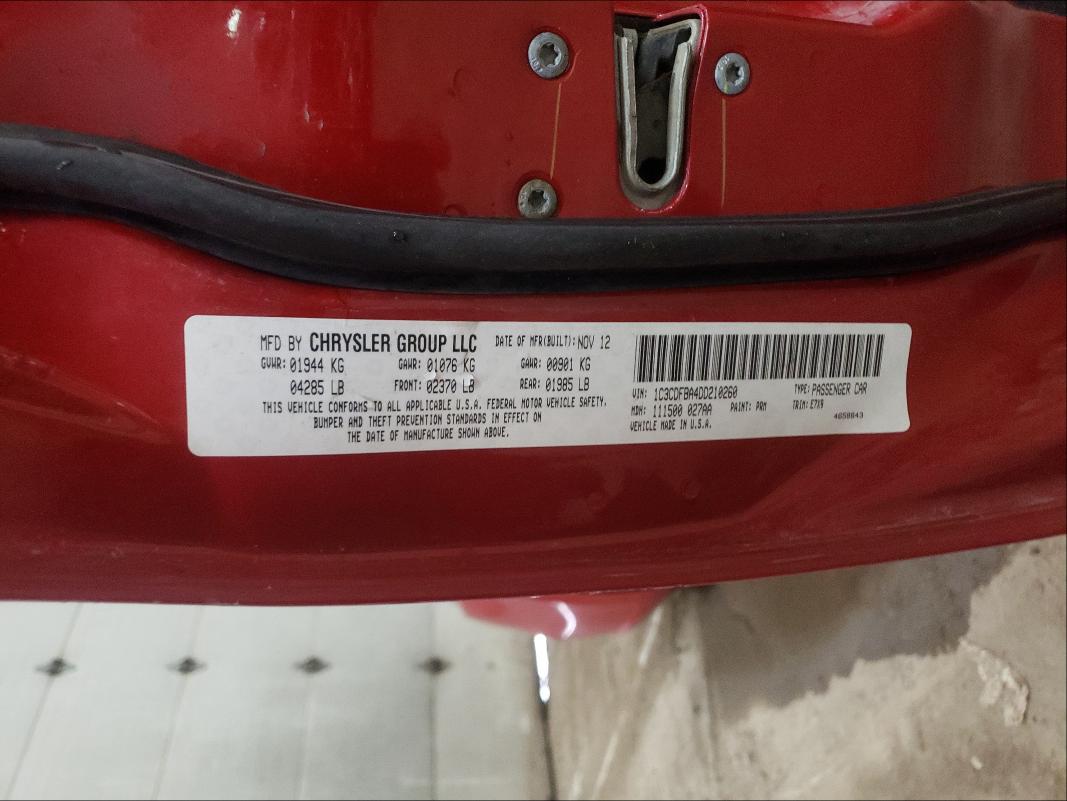 MFD BY CHRYSLER GROUP LLC DATE OF MFR(BUILT): NOV 12
GVWR: 01944 KG GAWR: 01076 KG GAWR: 00901 KG
04285 LB FRONT: 02370 LB REAR: 01985 LB
THIS VEHICLE CONFORMS TO ALL APPLICABLE U.S.A. FEDERAL MOTOR VEHICLE SAFETY,
BUMPER AND THEFT PREVENTION STANDARDS IN EFFECT ON
THE DATE OF MANUFACTURE SHOWN ABOVE.
VIN: 1C3CDFBA4DD210260 TYPE: PASSENGER CAR
MDH: 111500 027AA PAINT: PRM TRIM: E7X9
VEHICLE MADE IN U.S.A. 4658843